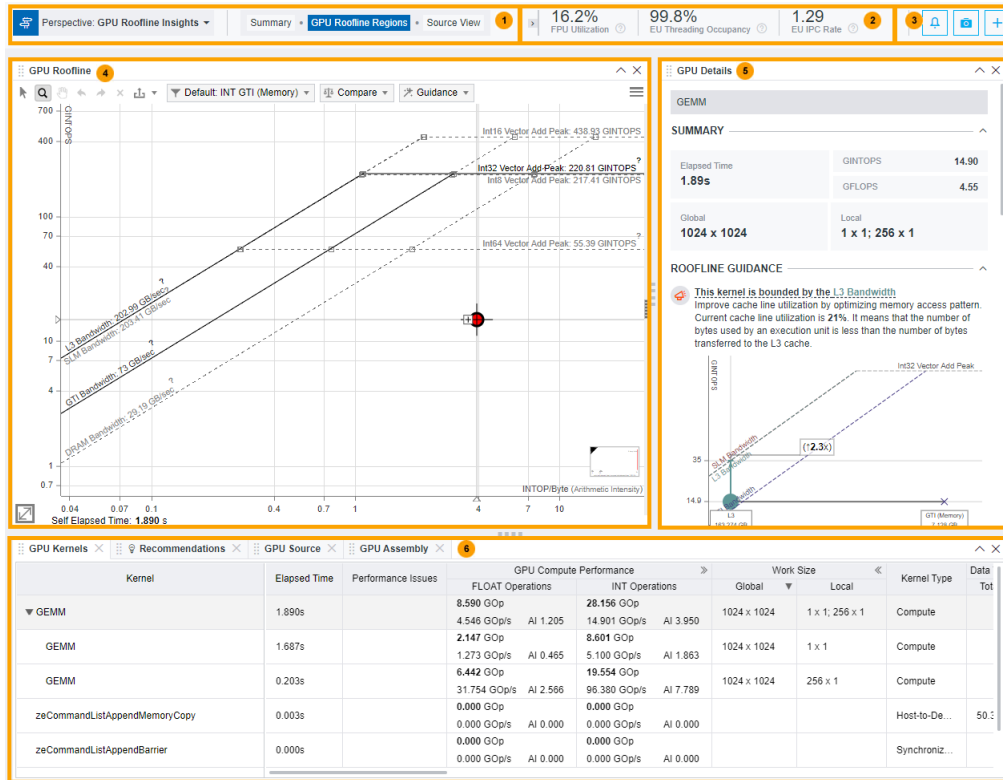 Perspective: GPU Roofline Insights
Summary
GPU Roofline Regions
Source View
1
16.2%
FPU Utilization
99.8%
EU Threading Occupancy
1.29
EU IPC Rate
2
3
GPU Roofline
4
Default: INT GTI (Memory)
Compare
Guidance
GINTOPS
700
400
100
70
40
10
7
4
1
0.7
Int16 Vector Add Peak: 438.93 GINTOPS
?
Int32 Vector Add Peak: 220.81 GINTOPS
Int8 Vector Add Peak: 217.41 GINTOPS
?
Int64 Vector Add Peak: 55.39 GINTOPS
?
L3 Bandwidth: 202.99 GB/sec
?
SLM Bandwidth: 203.41 GB/sec
?
GTI Bandwidth: 73 GB/sec
?
DRAM Bandwidth: 29.19 GB/sec
?
INTOP/Byte (Arithmetic Intensity)
0.04
0.07
0.1
0.4
0.7
1
4
7
10
Self Elapsed Time: 1.890 s
GPU Details
5
GEMM
SUMMARY
Elapsed Time
1.89s
GINTOPS
14.90
GFLOPS
4.55
Global
1024 x 1024
Local
1 x 1; 256 x 1
ROOFLINE GUIDANCE
This kernel is bounded by the L3 Bandwidth
Improve cache line utilization by optimizing memory access pattern.
Current cache line utilization is 21%. It means that the number of
bytes used by an execution unit is less than the number of bytes
transferred to the L3 cache.
GINTOPS
Int32 Vector Add Peak
(↑2.3x)
SLM Bandwidth
L3 Bandwidth
35
14.9
L3
GTI (Memory)
GPU Kernels
Recommendations
GPU Source
GPU Assembly
6
Kernel
Elapsed Time
Performance Issues
GPU Compute Performance
Work Size
Kernel Type
Data
FLOAT Operations
INT Operations
Global
Local
Tot
GEMM
1.890s
8.590 GOp
4.546 GOp/s AI 1.205
28.156 GOp
14.901 GOp/s AI 3.950
1024 x 1024
1 x 1; 256 x 1
Compute
GEMM
1.687s
2.147 GOp
1.273 GOp/s AI 0.465
8.601 GOp
5.100 GOp/s AI 1.863
1024 x 1024
1 x 1
Compute
GEMM
0.203s
6.442 GOp
31.754 GOp/s AI 2.566
19.554 GOp
96.380 GOp/s AI 7.789
1024 x 1024
256 x 1
Compute
zeCommandListAppendMemoryCopy
0.003s
0.000 GOp
0.000 GOp/s AI 0.000
0.000 GOp
0.000 GOp/s AI 0.000
Host-to-De...
50.3
zeCommandListAppendBarrier
0.000s
0.000 GOp
0.000 GOp/s AI 0.000
0.000 GOp
0.000 GOp/s AI 0.000
Synchroniz...